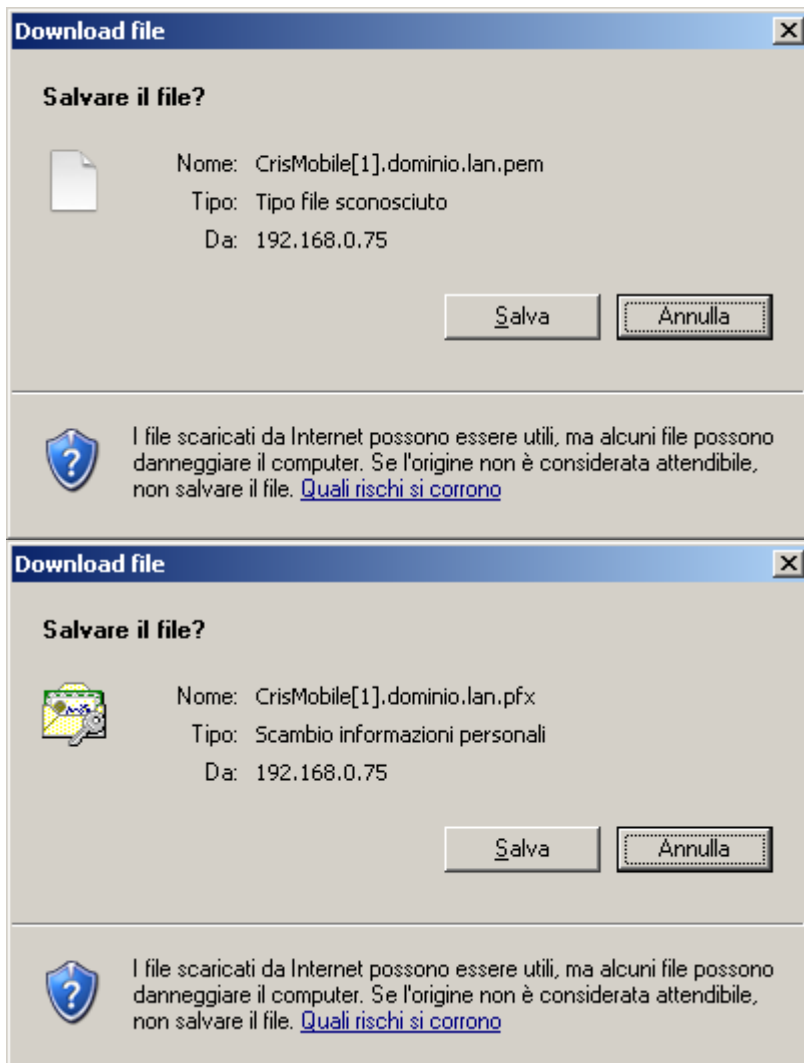 Download file
Salvare il file?
Nome: CrisMobile[1].dominio.lan.pem
Tipo: Tipo file sconosciuto
Da: 192.168.0.75
Salva
Annulla
I file scaricati da Internet possono essere utili, ma alcuni file possono
danneggiare il computer. Se l'origine non è considerata attendibile,
non salvare il file. Quali rischi si corrono
Download file
Salvare il file?
Nome: CrisMobile[1].dominio.lan.pfx
Tipo: Scambio informazioni personali
Da: 192.168.0.75
Salva
Annulla
I file scaricati da Internet possono essere utili, ma alcuni file possono
danneggiare il computer. Se l'origine non è considerata attendibile,
non salvare il file. Quali rischi si corrono